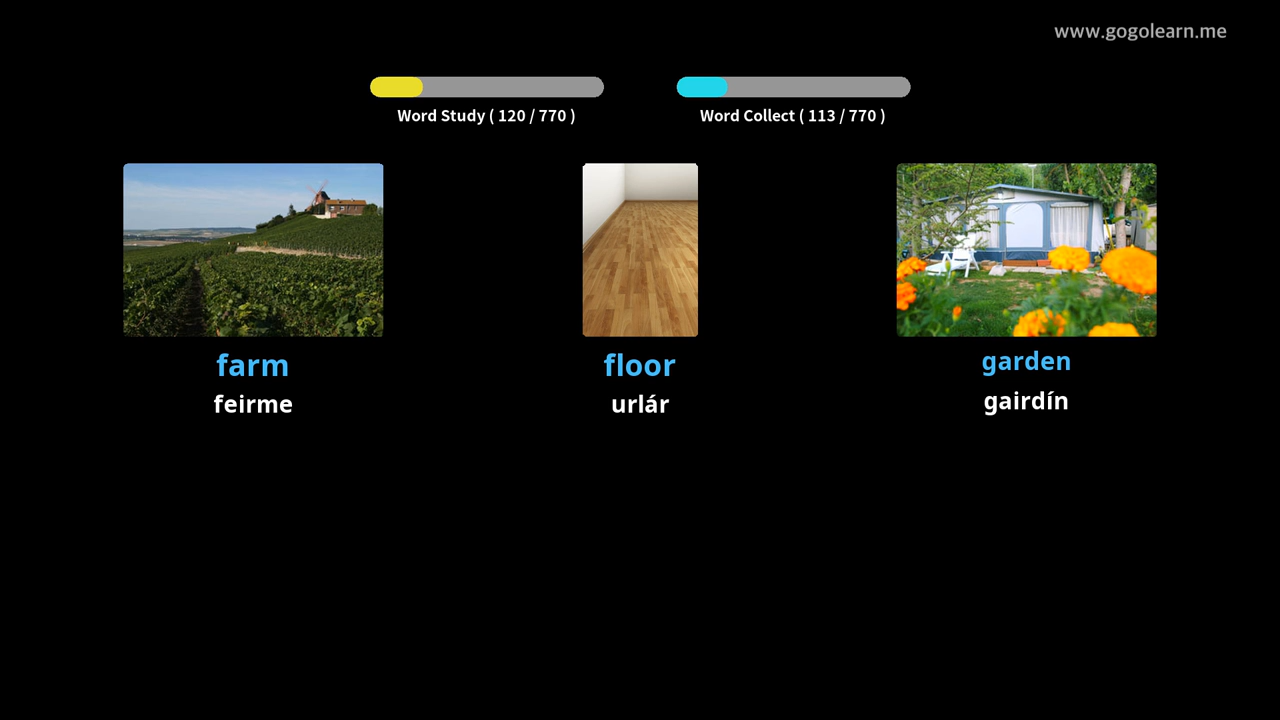 www.gogolearn.me
Word Study ( 120 / 770 )
Word Collect ( 113 / 770 )
farm
feirme
floor
urlár
garden
gairdín